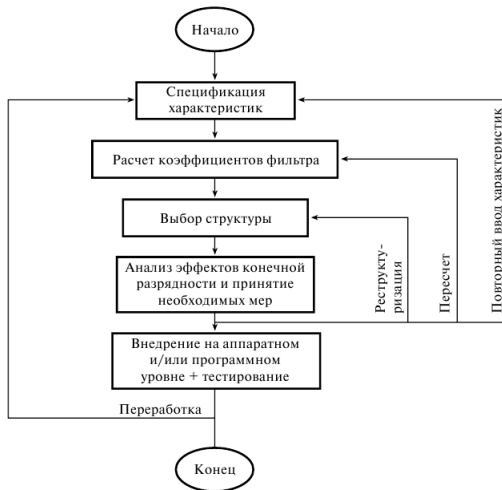 Начало
Спецификация
характеристик
Расчет коэффициентов фильтра
Выбор структуры
Анализ эффектов конечной
разрядности и принятие
необходимых мер
Реструкту-
ризация
Пересчет
Повторный ввод характеристик
Внедрение на аппаратном
и/или программном
уровне + тестирование
Переработка
Конец